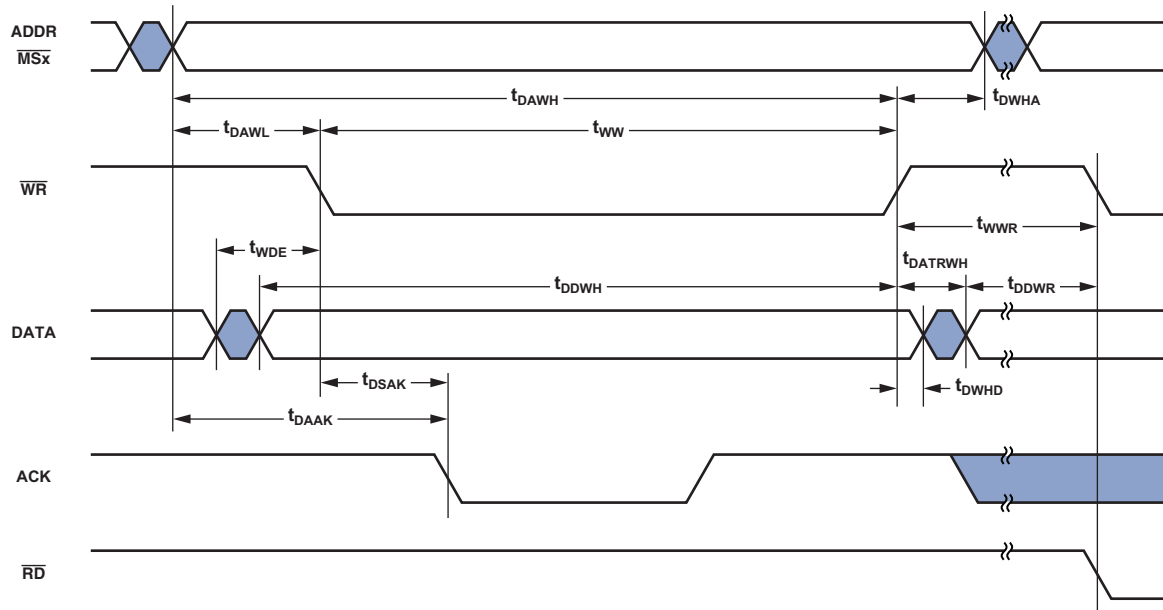 ADDR
MSx
tDAWH
tDWHA
tDAWL
tWW
WR
tWWR
tWDE
tDATRWH
tDDWH
tDDWR
DATA
tDSAK
tDWHD
tDAAK
ACK
RD